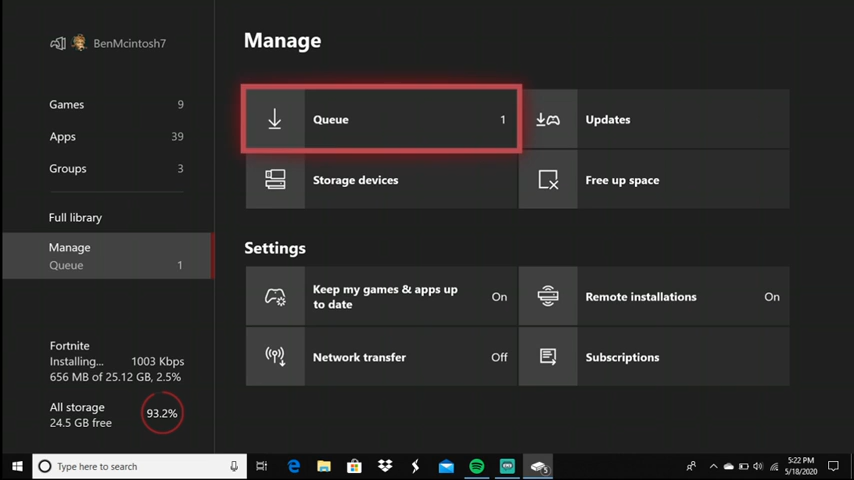 BenMcintosh7
Games 9
Apps 39
Groups 3
Full library
Manage
Queue 1
Fortnite
Installing... 1003 Kbps
656 MB of 25.12 GB, 2.5%
All storage
24.5 GB free
93.2%
Manage
Queue 1
Updates
Storage devices
Free up space
Settings
Keep my games & apps up
to date
On
Remote installations On
Network transfer Off
Subscriptions
Type here to search
5
5:22 PM
5/18/2020